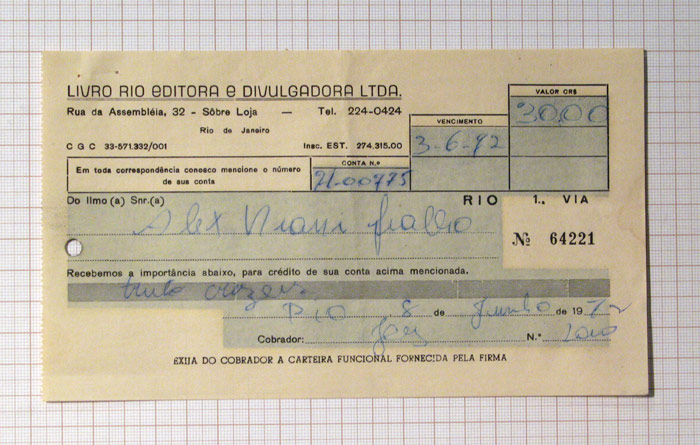 LIVRO RIO EDITORA e DIVULGADORA LTDA.
Rua da Assembléia, 32 - Sôbre Loja — Tel. 224-0424
Rio de Janeiro
C G C 33-571.332/001 Insc. EST. 274.315.00
VENCIMENTO
3-6-72
VALOR CR$
30,00
Em toda correspondência conosco mencione o número
de sua conta
CONTA N.o
71-00775
Do Ilmo (a) Snr.(a) RIO 1.a VIA
Alex Viany Fialho
No 64221
Recebemos a importância abaixo, para crédito de sua conta acima mencionada.
trinta cruzeiros
Rio 8 de Junho de 1972
Cobrador: N.o
EXIJA DO COBRADOR A CARTEIRA FUNCIONAL FORNECIDA PELA FIRMA